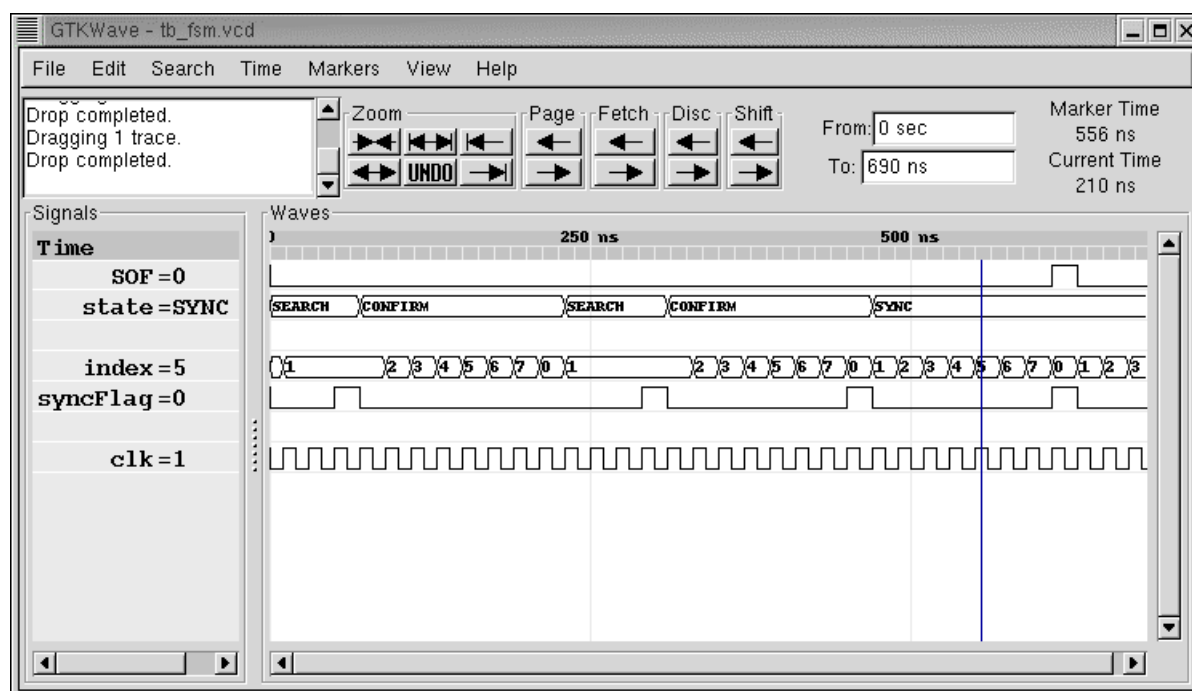 GTKWave - tb_fsm.vcd
File Edit Search Time Markers View Help
Drop completed.
Dragging 1 trace.
Drop completed.
Zoom Page Fetch Disc Shift
UNDO
From: 0 sec
To: 690 ns
Marker Time
556 ns
Current Time
210 ns
Signals
Waves
Time
250 ns 500 ns
SOF=0
state=SYNC
SEARCH CONFIRM SEARCH CONFIRM SYNC
index=5
1 2 3 4 5 6 7 0 1 2 3 4 5 6 7 0 1 2 3 4 5 6 7 0 1 2 3
syncFlag=0
clk=1